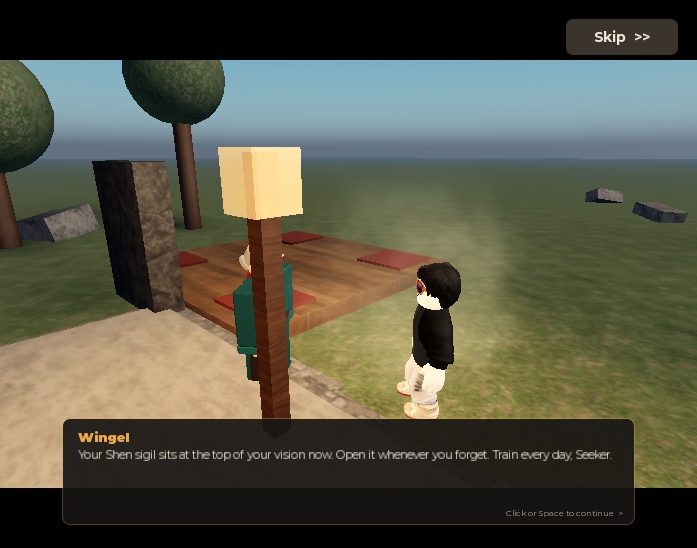 Skip >>
Wingel
Your Shen sigil sits at the top of your vision now. Open it whenever you forget. Train every day, Seeker.
Click or Space to continue >